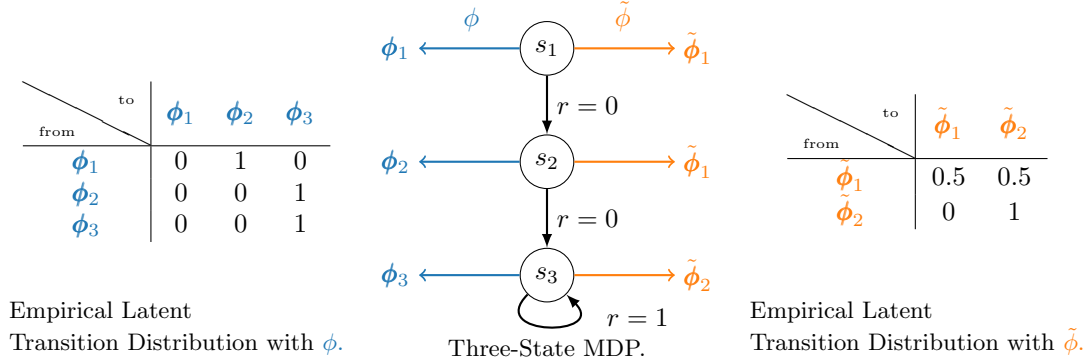 to
from
ϕ₁ ϕ₂ ϕ₃
ϕ₁ 0 1 0
ϕ₂ 0 0 1
ϕ₃ 0 0 1
Empirical Latent
Transition Distribution with ϕ.
ϕ ϕ̃
ϕ₁ s₁ ϕ̃₁
r = 0
ϕ₂ s₂ ϕ̃₁
r = 0
ϕ₃ s₃ ϕ̃₂
r = 1
Three-State MDP.
to
from
ϕ̃₁ ϕ̃₂
ϕ̃₁ 0.5 0.5
ϕ̃₂ 0 1
Empirical Latent
Transition Distribution with ϕ̃.